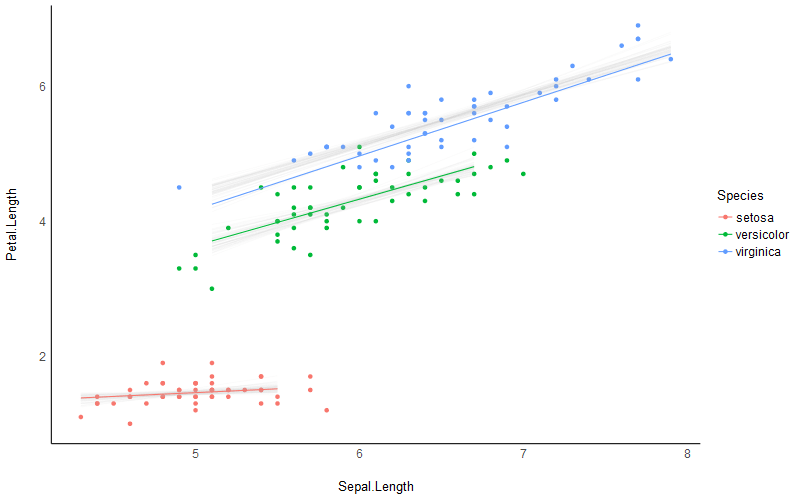 6
4
2
Petal.Length
5
6
7
8
Sepal.Length
Species
setosa
versicolor
virginica